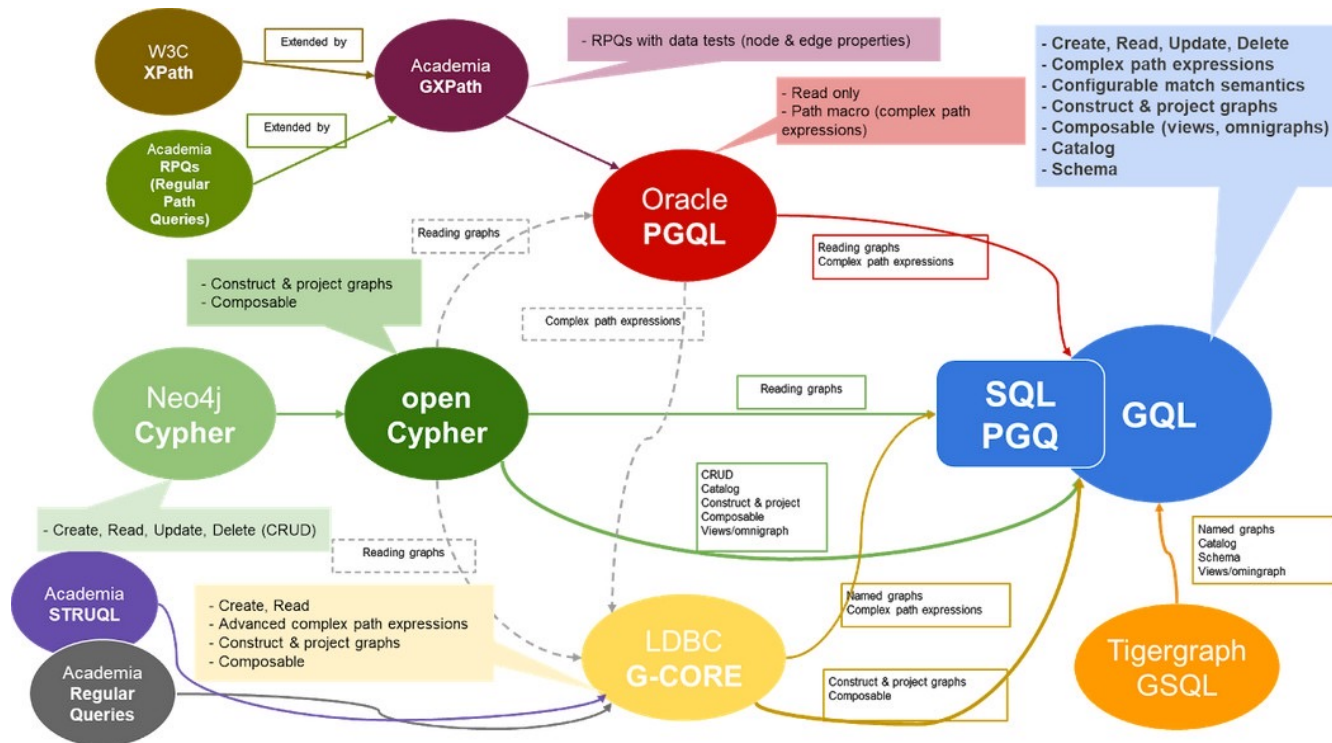 W3C
XPath
Extended by
Academia
GXPath
- RPQs with data tests (node & edge properties)
- Create, Read, Update, Delete
- Complex path expressions
- Configurable match semantics
- Construct & project graphs
- Composable (views, omnigraphs)
- Catalog
- Schema
Extended by
- Read only
- Path macro (complex path
expressions)
Academia
RPQs
(Regular
Path
Queries)
Oracle
PGQL
Reading graphs
Reading graphs
Complex path expressions
- Construct & project graphs
- Composable
Complex path expressions
Neo4j
Cypher
open
Cypher
Reading graphs
SQL
PGQ
GQL
CRUD
Catalog
Construct & project
Composable
Views/omnigraph
- Create, Read, Update, Delete (CRUD)
Reading graphs
Named graphs
Catalog
Schema
Views/omingraph
Academia
STRUQL
- Create, Read
- Advanced complex path expressions
- Construct & project graphs
- Composable
LDBC
G-CORE
Named graphs
Complex path expressions
Academia
Regular
Queries
Construct & project graphs
Composable
Tigergraph
GSQL